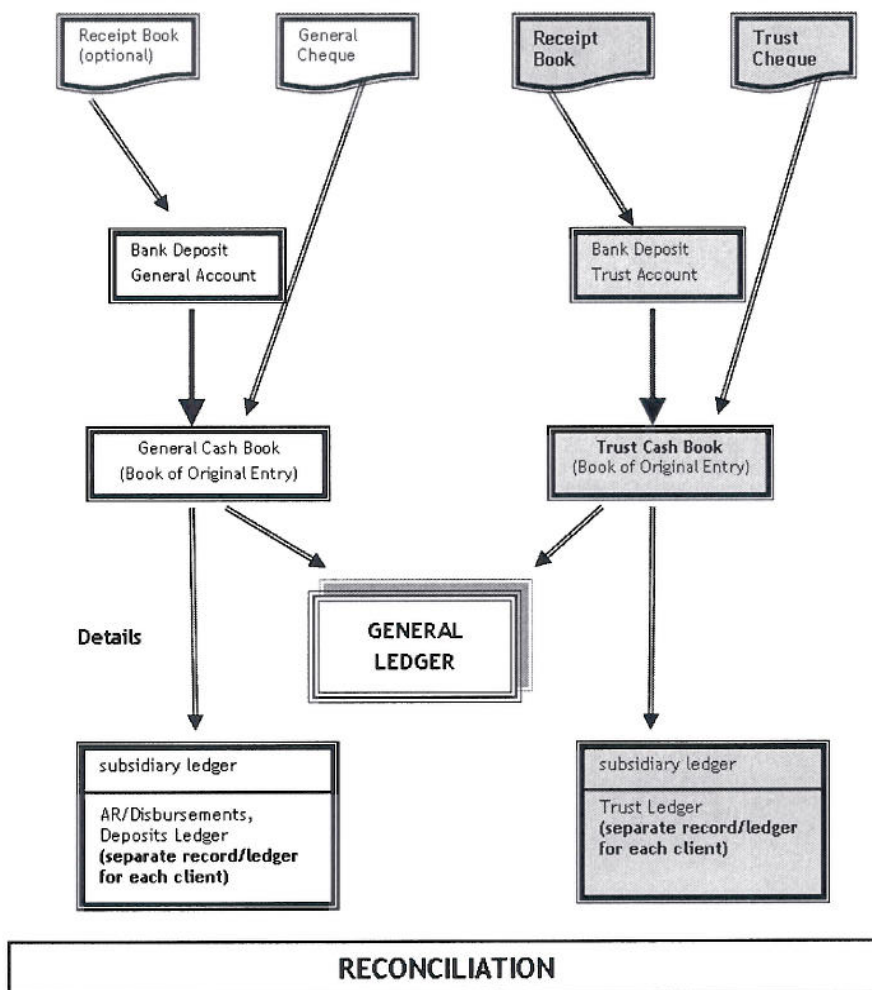 Receipt Book
(optional)
General
Cheque
Receipt
Book
Trust
Cheque
Bank Deposit
General Account
Bank Deposit
Trust Account
General Cash Book
(Book of Original Entry)
Trust Cash Book
(Book of Original Entry)
GENERAL
LEDGER
Details
subsidiary ledger
AR/Disbursements,
Deposits Ledger
(separate record/ledger
for each client)
subsidiary ledger
Trust Ledger
(separate record/ledger
for each client)
RECONCILIATION